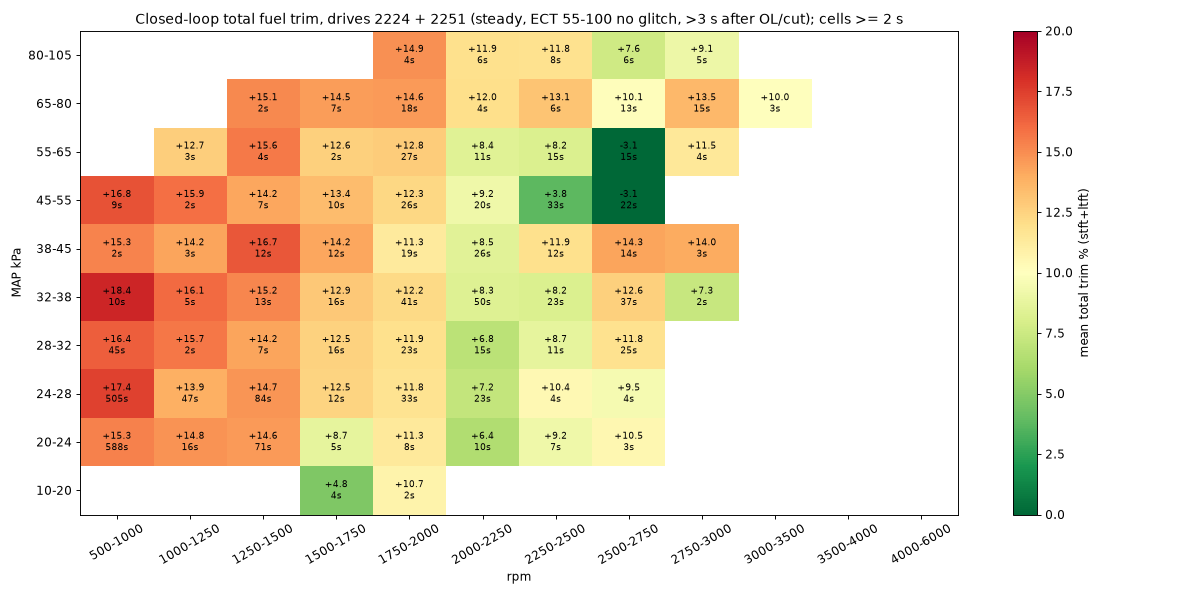 Closed-loop total fuel trim, drives 2224 + 2251 (steady, ECT 55-100 no glitch, >3 s after OL/cut); cells >= 2 s
MAP kPa
80-105
+14.9 +11.9 +11.8 +7.6 +9.1
4s 6s 8s 6s 5s
65-80
+15.1 +14.5 +14.6 +12.0 +13.1 +10.1 +13.5 +10.0
2s 7s 18s 4s 6s 13s 15s 3s
55-65
+12.7 +15.6 +12.6 +12.8 +8.4 +8.2 -3.1 +11.5
3s 4s 2s 27s 11s 15s 15s 4s
45-55
+16.8 +15.9 +14.2 +13.4 +12.3 +9.2 +3.8 -3.1
9s 2s 7s 10s 26s 20s 33s 22s
38-45
+15.3 +14.2 +16.7 +14.2 +11.3 +8.5 +11.9 +14.3 +14.0
2s 3s 12s 12s 19s 26s 12s 14s 3s
32-38
+18.4 +16.1 +15.2 +12.9 +12.2 +8.3 +8.2 +12.6 +7.3
10s 5s 13s 16s 41s 50s 23s 37s 2s
28-32
+16.4 +15.7 +14.2 +12.5 +11.9 +6.8 +8.7 +11.8
45s 2s 7s 16s 23s 15s 11s 25s
24-28
+17.4 +13.9 +14.7 +12.5 +11.8 +7.2 +10.4 +9.5
505s 47s 84s 12s 33s 23s 4s 4s
20-24
+15.3 +14.8 +14.6 +8.7 +11.3 +6.4 +9.2 +10.5
588s 16s 71s 5s 8s 10s 7s 3s
10-20
+4.8 +10.7
4s 2s
500-1000 1000-1250 1250-1500 1500-1750 1750-2000 2000-2250 2250-2500 2500-2750 2750-3000 3000-3500 3500-4000 4000-6000
rpm
20.0
17.5
15.0
12.5
10.0
7.5
5.0
2.5
0.0
mean total trim % (stft+ltft)